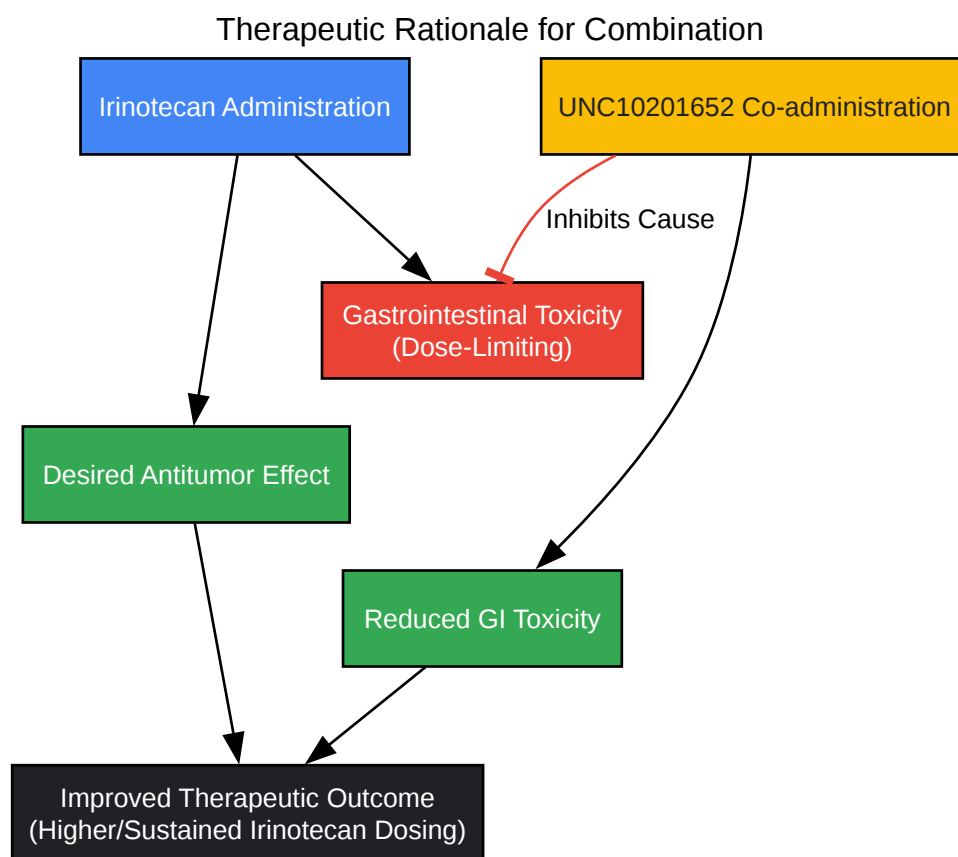 Therapeutic Rationale for Combination
Irinotecan Administration
UNC10201652 Co-administration
Inhibits Cause
Gastrointestinal Toxicity
(Dose-Limiting)
Desired Antitumor Effect
Reduced GI Toxicity
Improved Therapeutic Outcome
(Higher/Sustained Irinotecan Dosing)